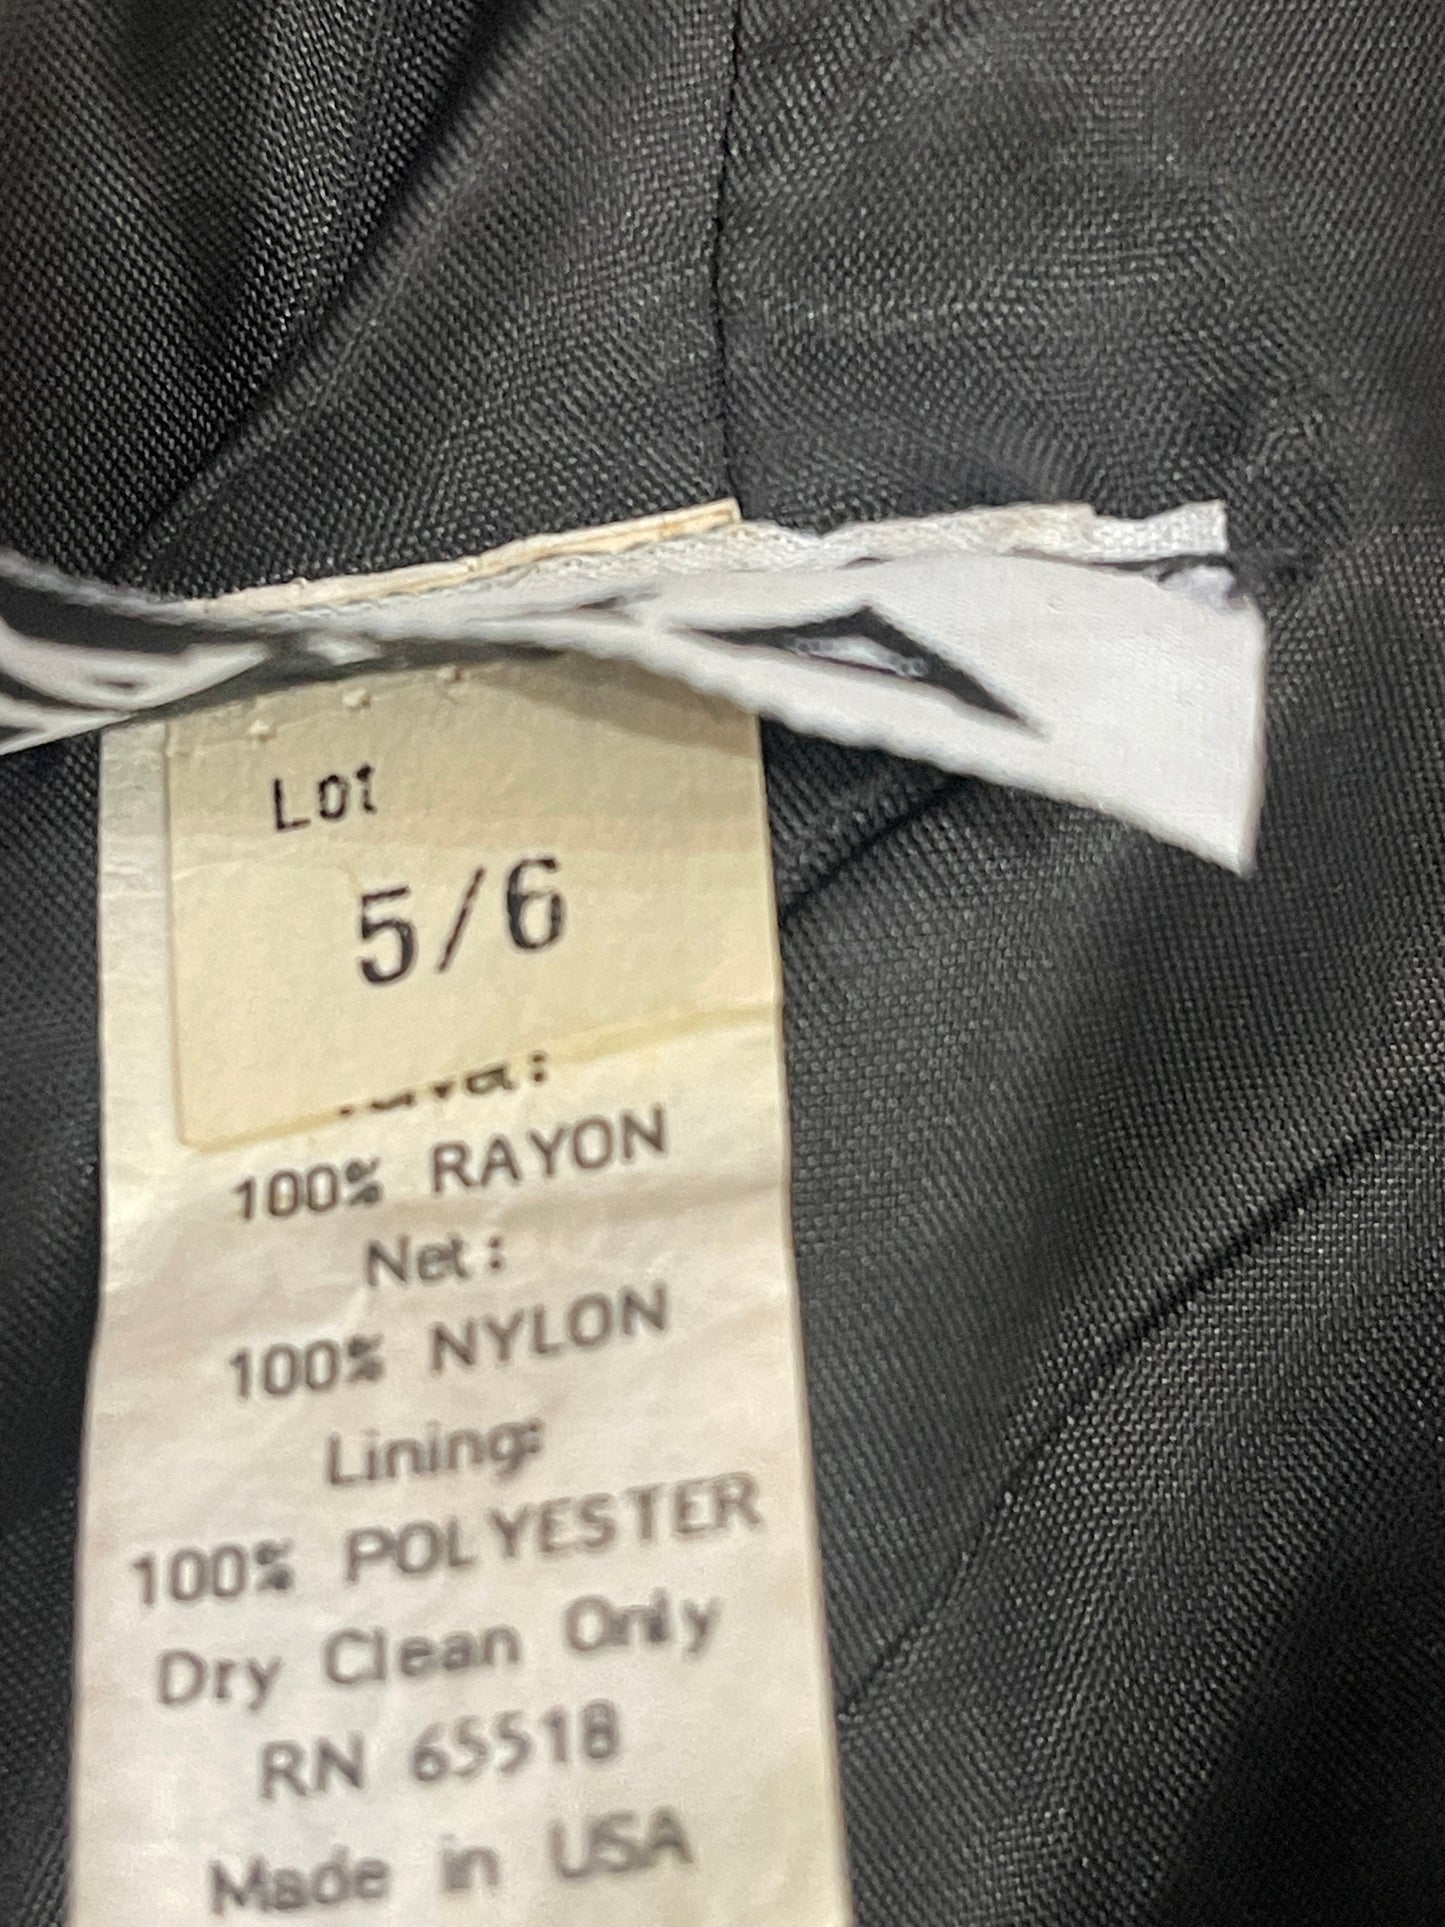 LOT
5/6
100% RAYON
Net:
100% NYLON
Lining:
100% POLYESTER
Dry Clean Only
RN 65518
Made in USA